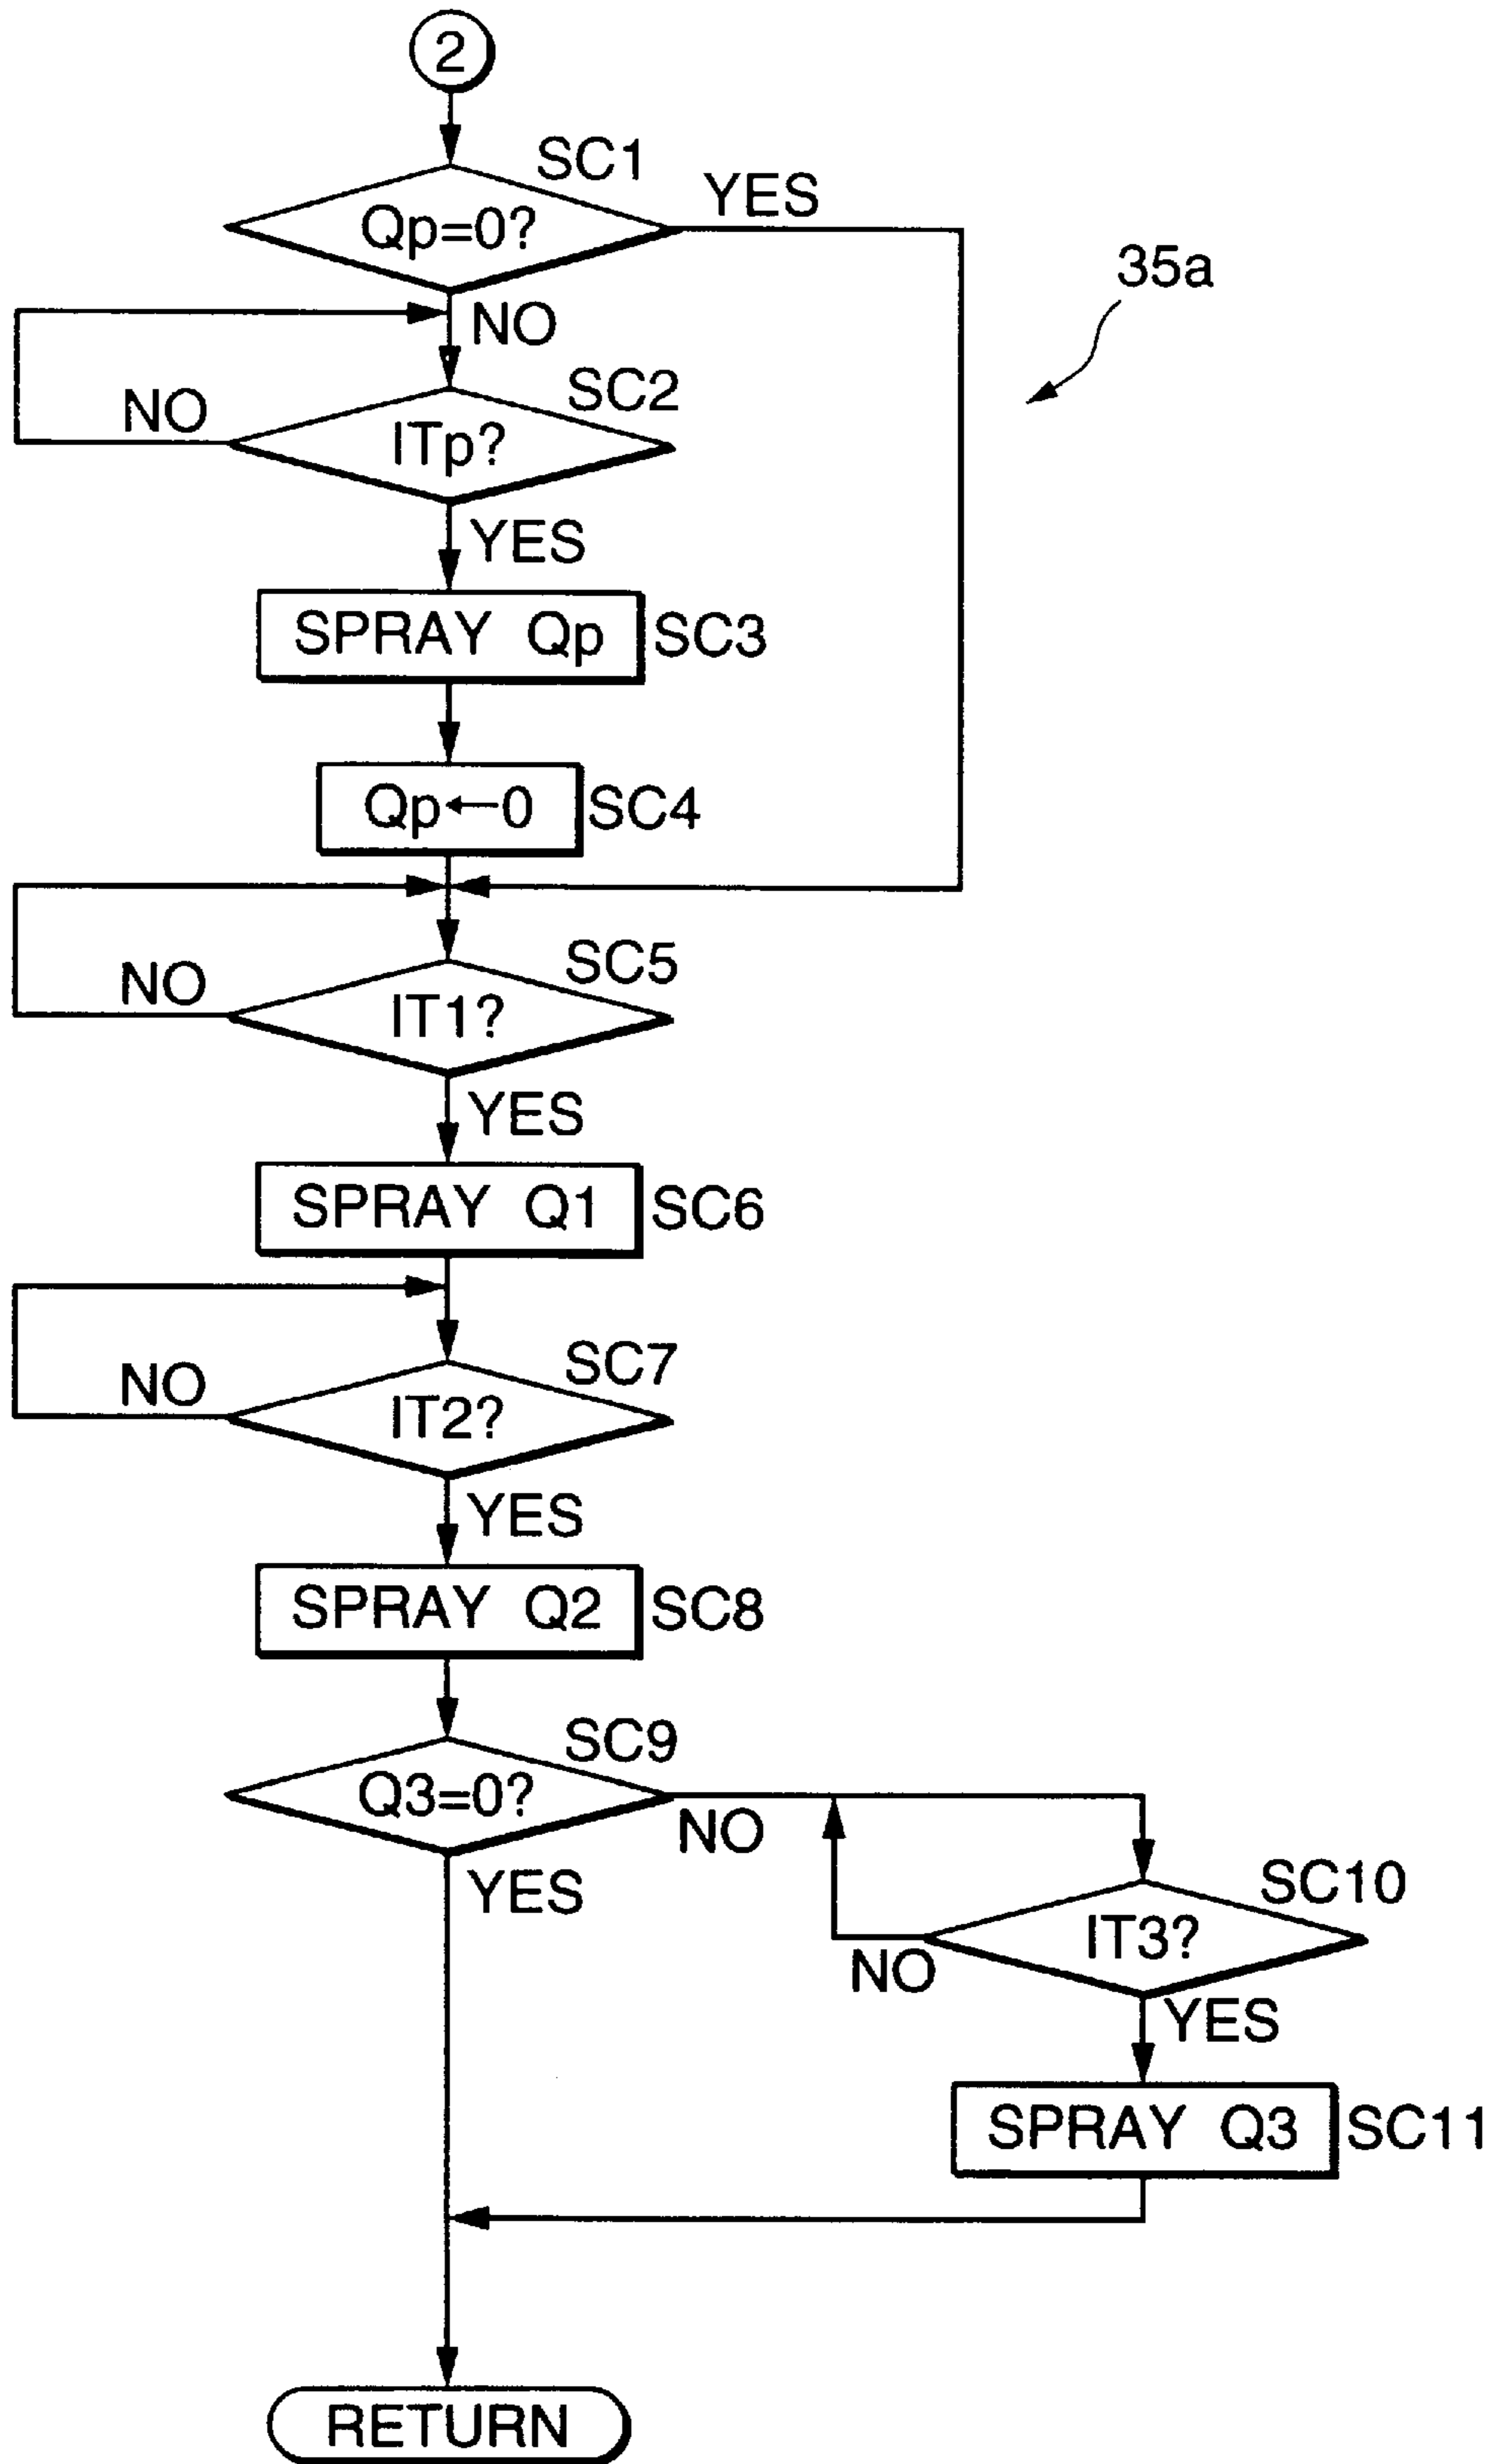 2
SC1
YES
Qp=0?
35a
NO
SC2
NO
ITp?
YES
SPRAY Qp SC3
Qp←0 SC4
SC5
NO
IT1?
YES
SPRAY Q1 SC6
SC7
NO
IT2?
YES
SPRAY Q2 SC8
SC9
Q3=0?
NO
YES
SC10
IT3?
NO
YES
SPRAY Q3 SC11
RETURN